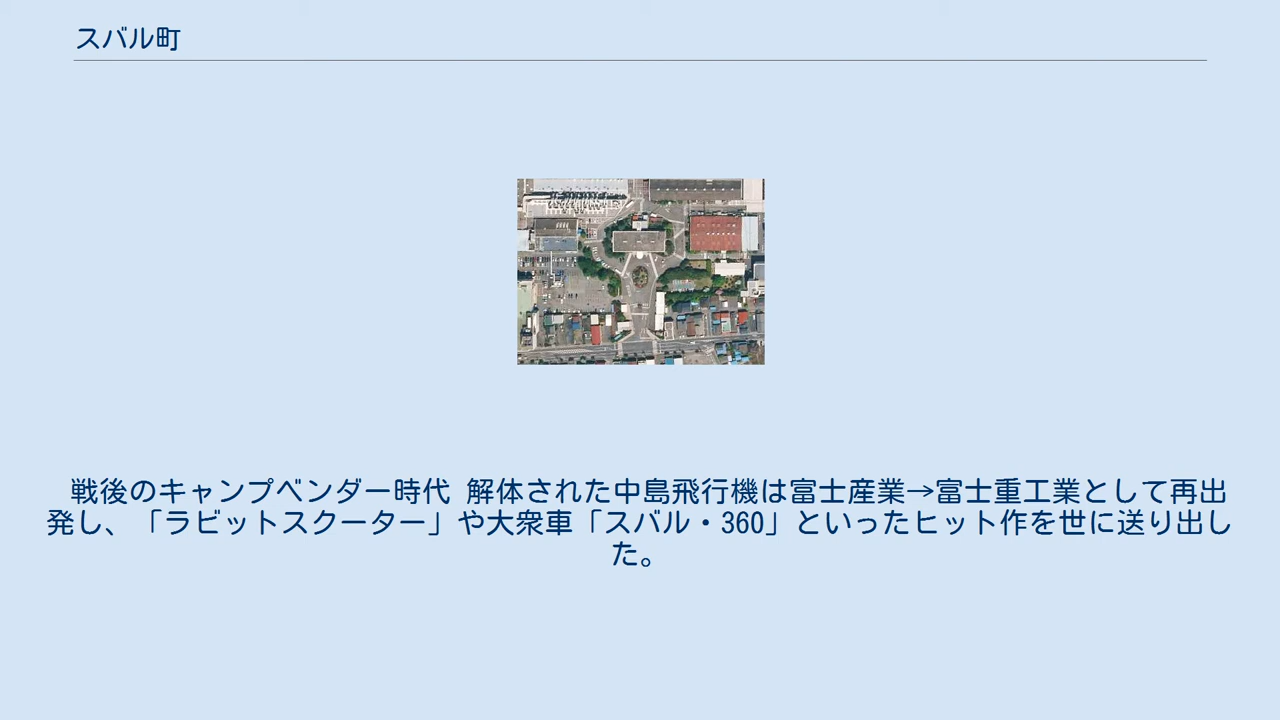 スバル町
戦後のキャンプベンダー時代 解体された中島飛行機は富士産業→富士重工業として再出
発し、「ラビットスクーター」や大衆車「スバル・360」といったヒット作を世に送り出し
た。